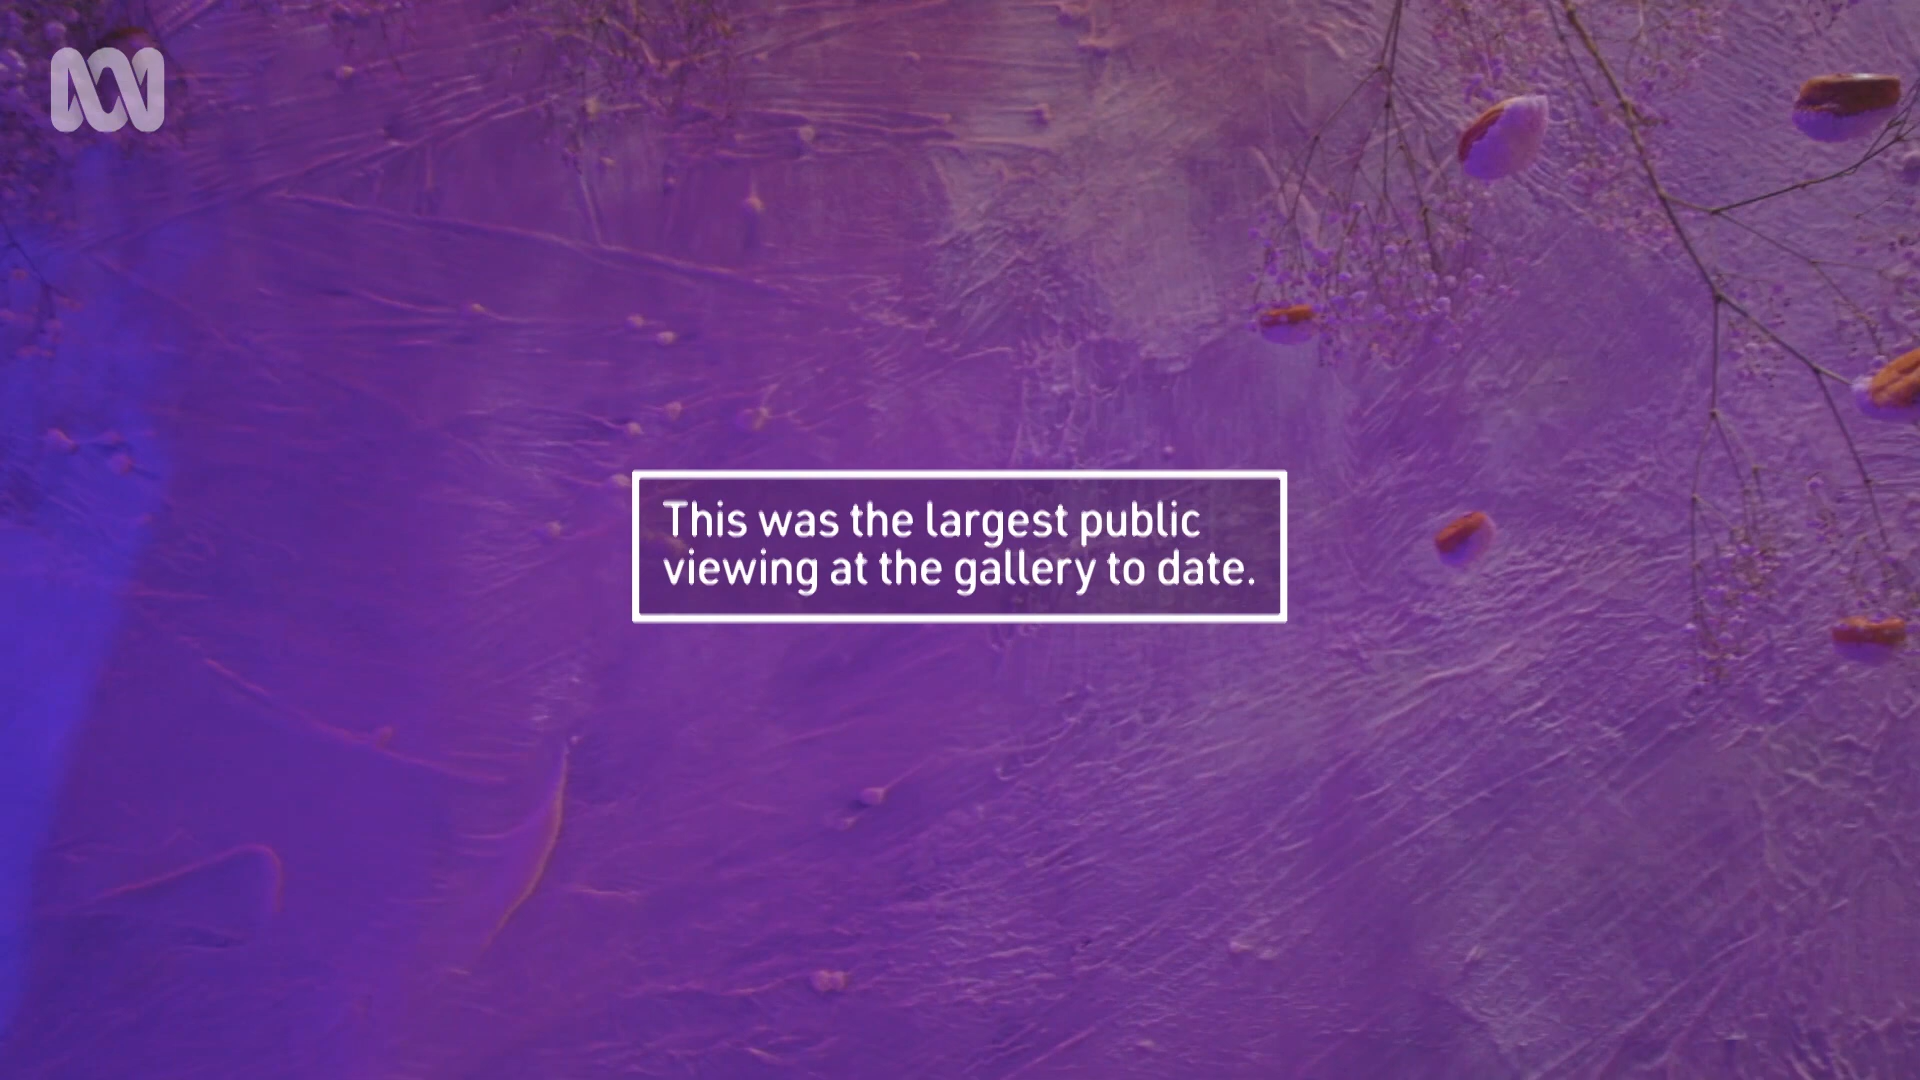 This was the largest public
viewing at the gallery to date.